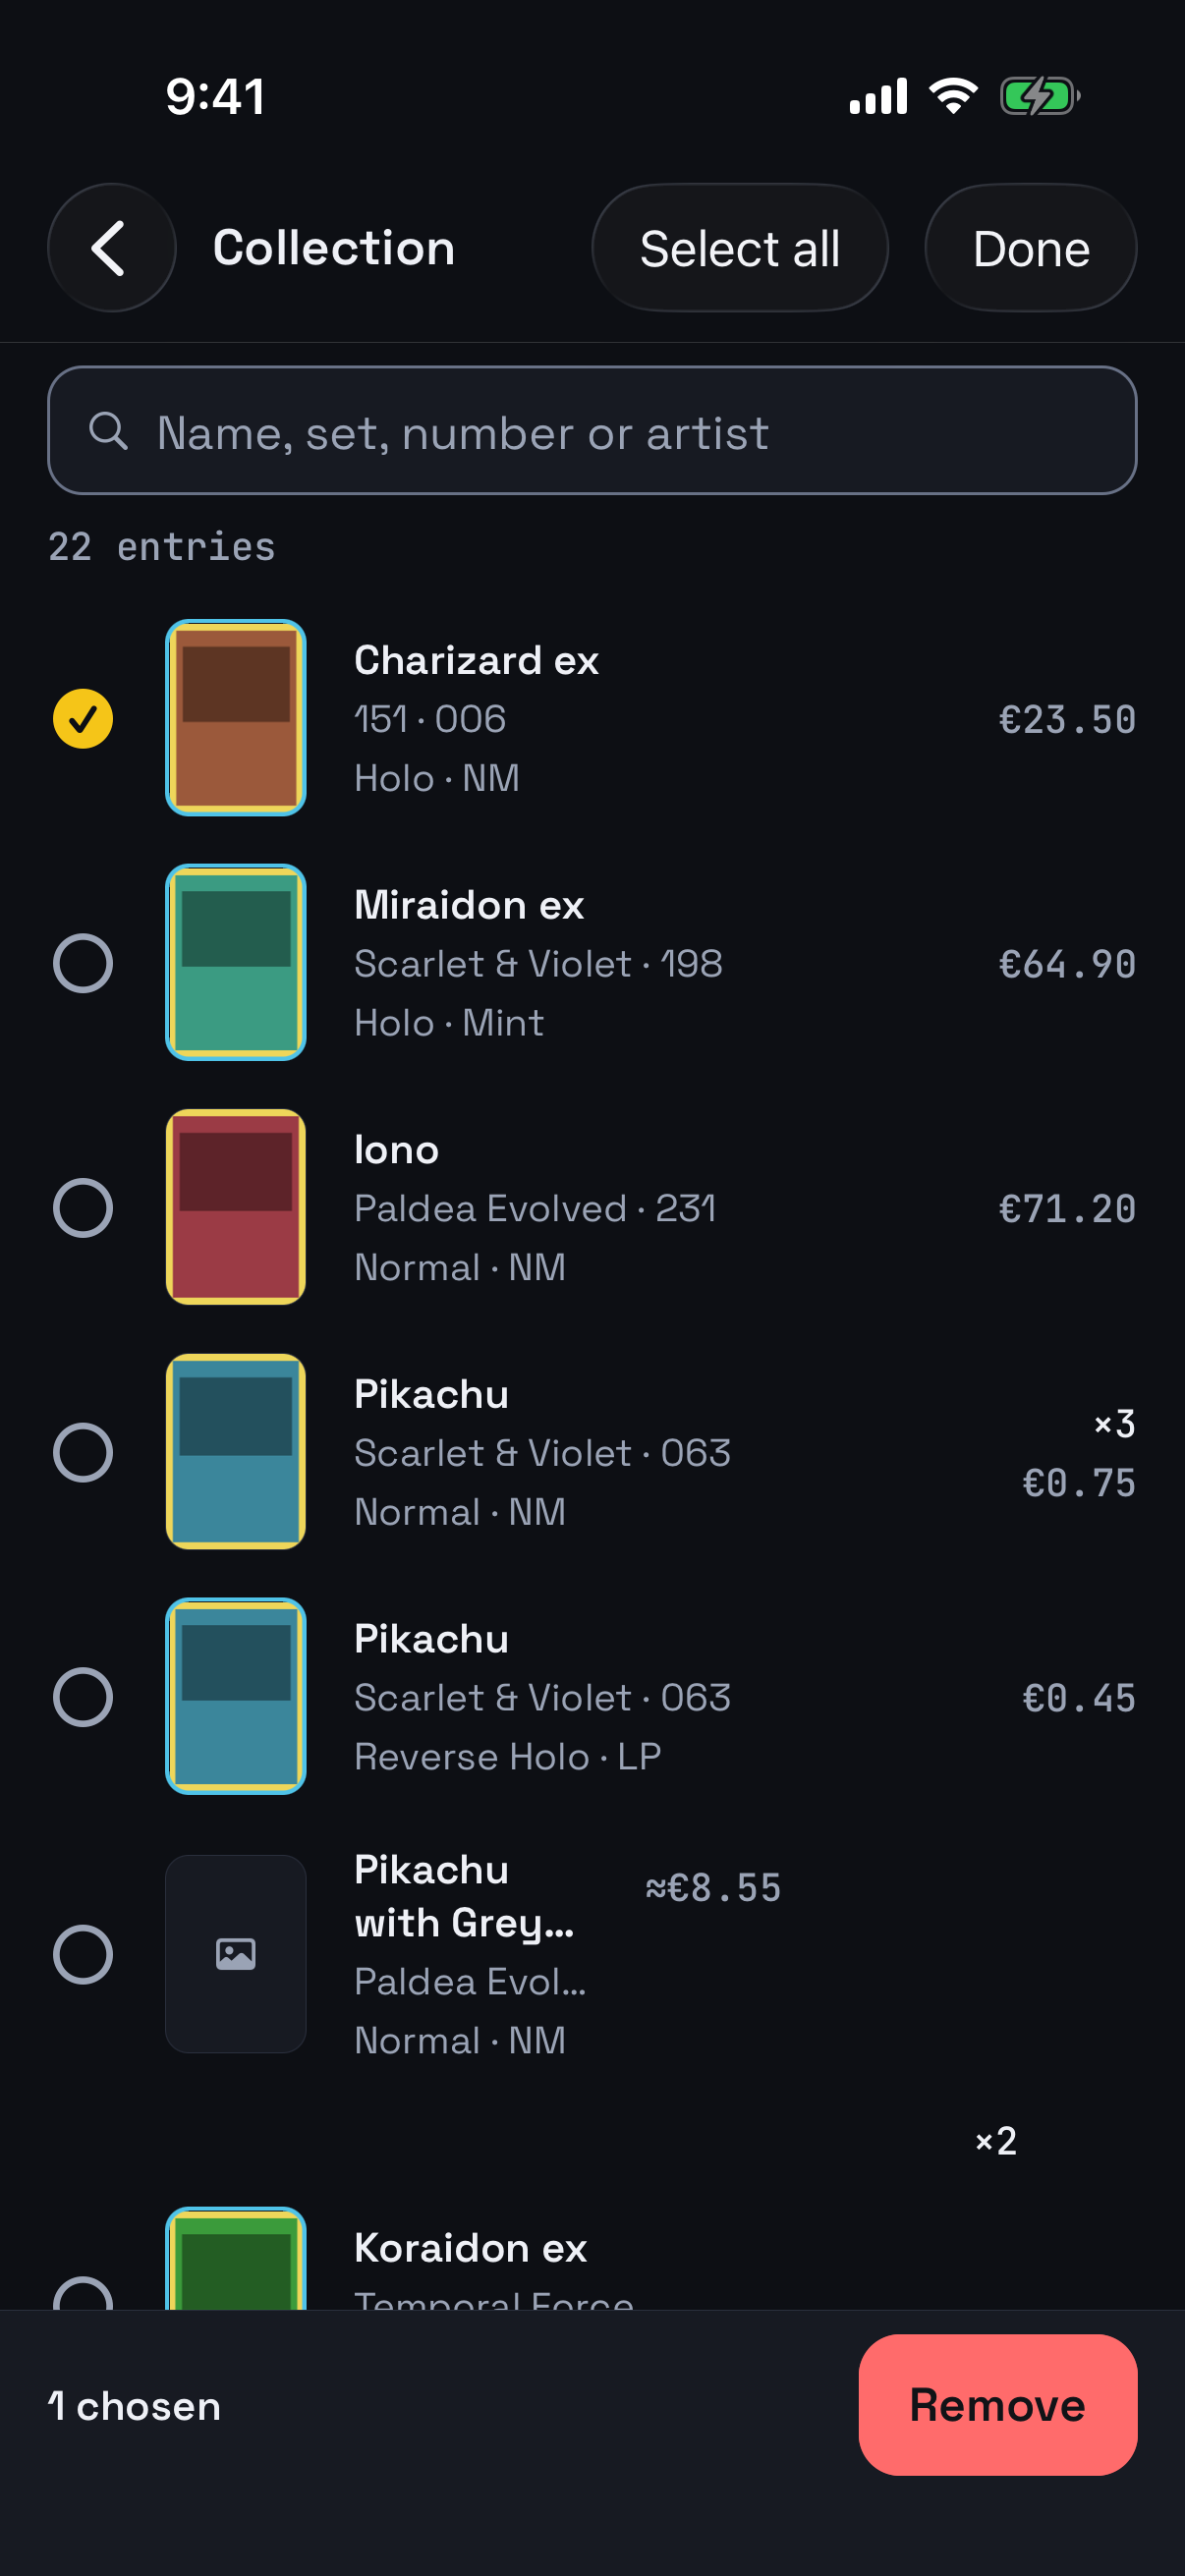 9:41
Collection
Select all
Done
Name, set, number or artist
22 entries
Charizard ex
151 · 006
€23.50
Holo · NM
Miraidon ex
Scarlet & Violet · 198
€64.90
Holo · Mint
Iono
Paldea Evolved · 231
€71.20
Normal · NM
Pikachu
×3
Scarlet & Violet · 063
€0.75
Normal · NM
Pikachu
Scarlet & Violet · 063
€0.45
Reverse Holo · LP
Pikachu
≈€8.55
with Grey...
Paldea Evol...
Normal · NM
×2
Koraidon ex
Temporal Force
1 chosen
Remove